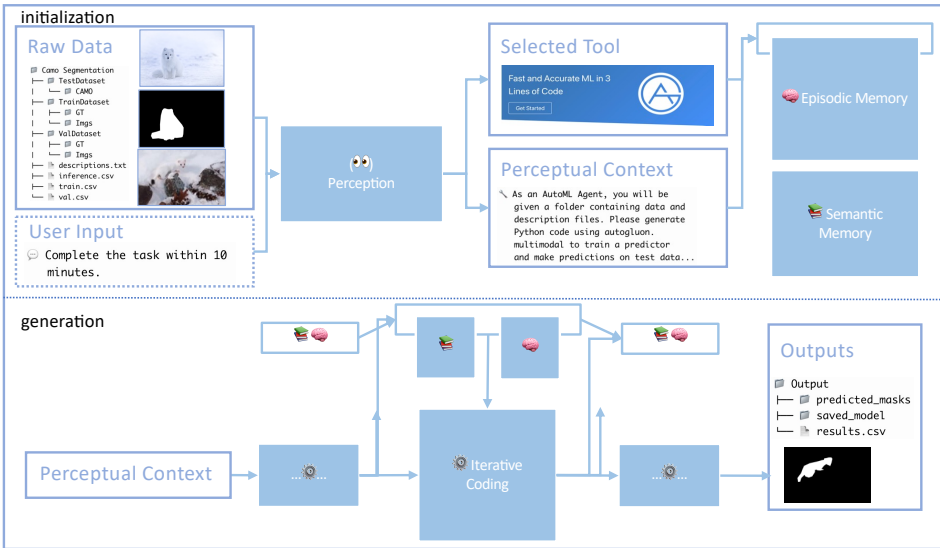 initialization
Raw Data
Camo Segmentation
├── TestDataset
│ └── CAMO
├── TrainDataset
│ ├── GT
│ └── Imgs
├── ValDataset
│ ├── GT
│ └── Imgs
├── descriptions.txt
├── inference.csv
├── train.csv
└── val.csv
User Input
Complete the task within 10
minutes.
Perception
Selected Tool
Fast and Accurate ML in 3
Lines of Code
Get Started
Perceptual Context
As an AutoML Agent, you will be
given a folder containing data and
description files. Please generate
Python code using autogluon.
multimodal to train a predictor
and make predictions on test data...
Episodic Memory
Semantic
Memory
generation
Perceptual Context
...⚙...
Iterative
Coding
...⚙...
Outputs
Output
├── predicted_masks
├── saved_model
└── results.csv